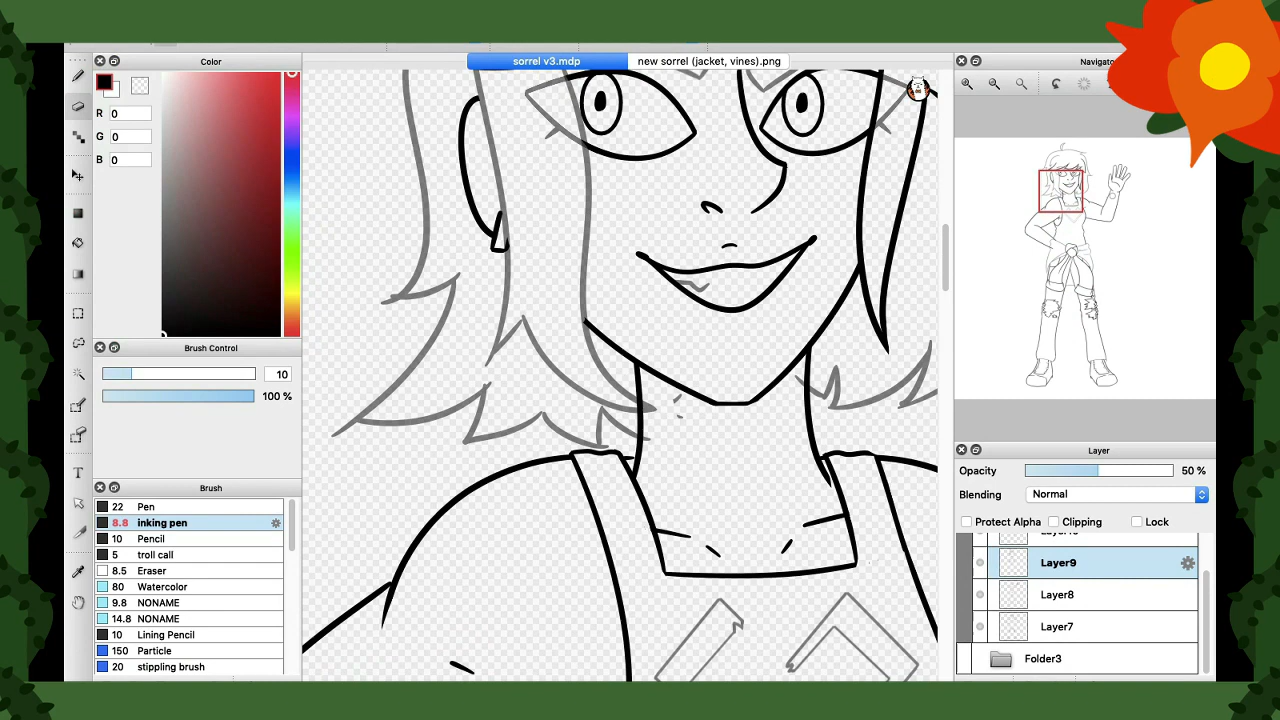 sorrel v3.mdp
new sorrel (jacket, vines).png
Color
R 0
G 0
B 0
Brush Control
10
100 %
Brush
22 Pen
8.8 inking pen
10 Pencil
5 troll call
8.5 Eraser
80 Watercolor
9.8 NONAME
14.8 NONAME
10 Lining Pencil
150 Particle
20 stippling brush
T
Layer
Opacity 50 %
Blending Normal
Protect Alpha Clipping Lock
Layer9
Layer8
Layer7
Folder3